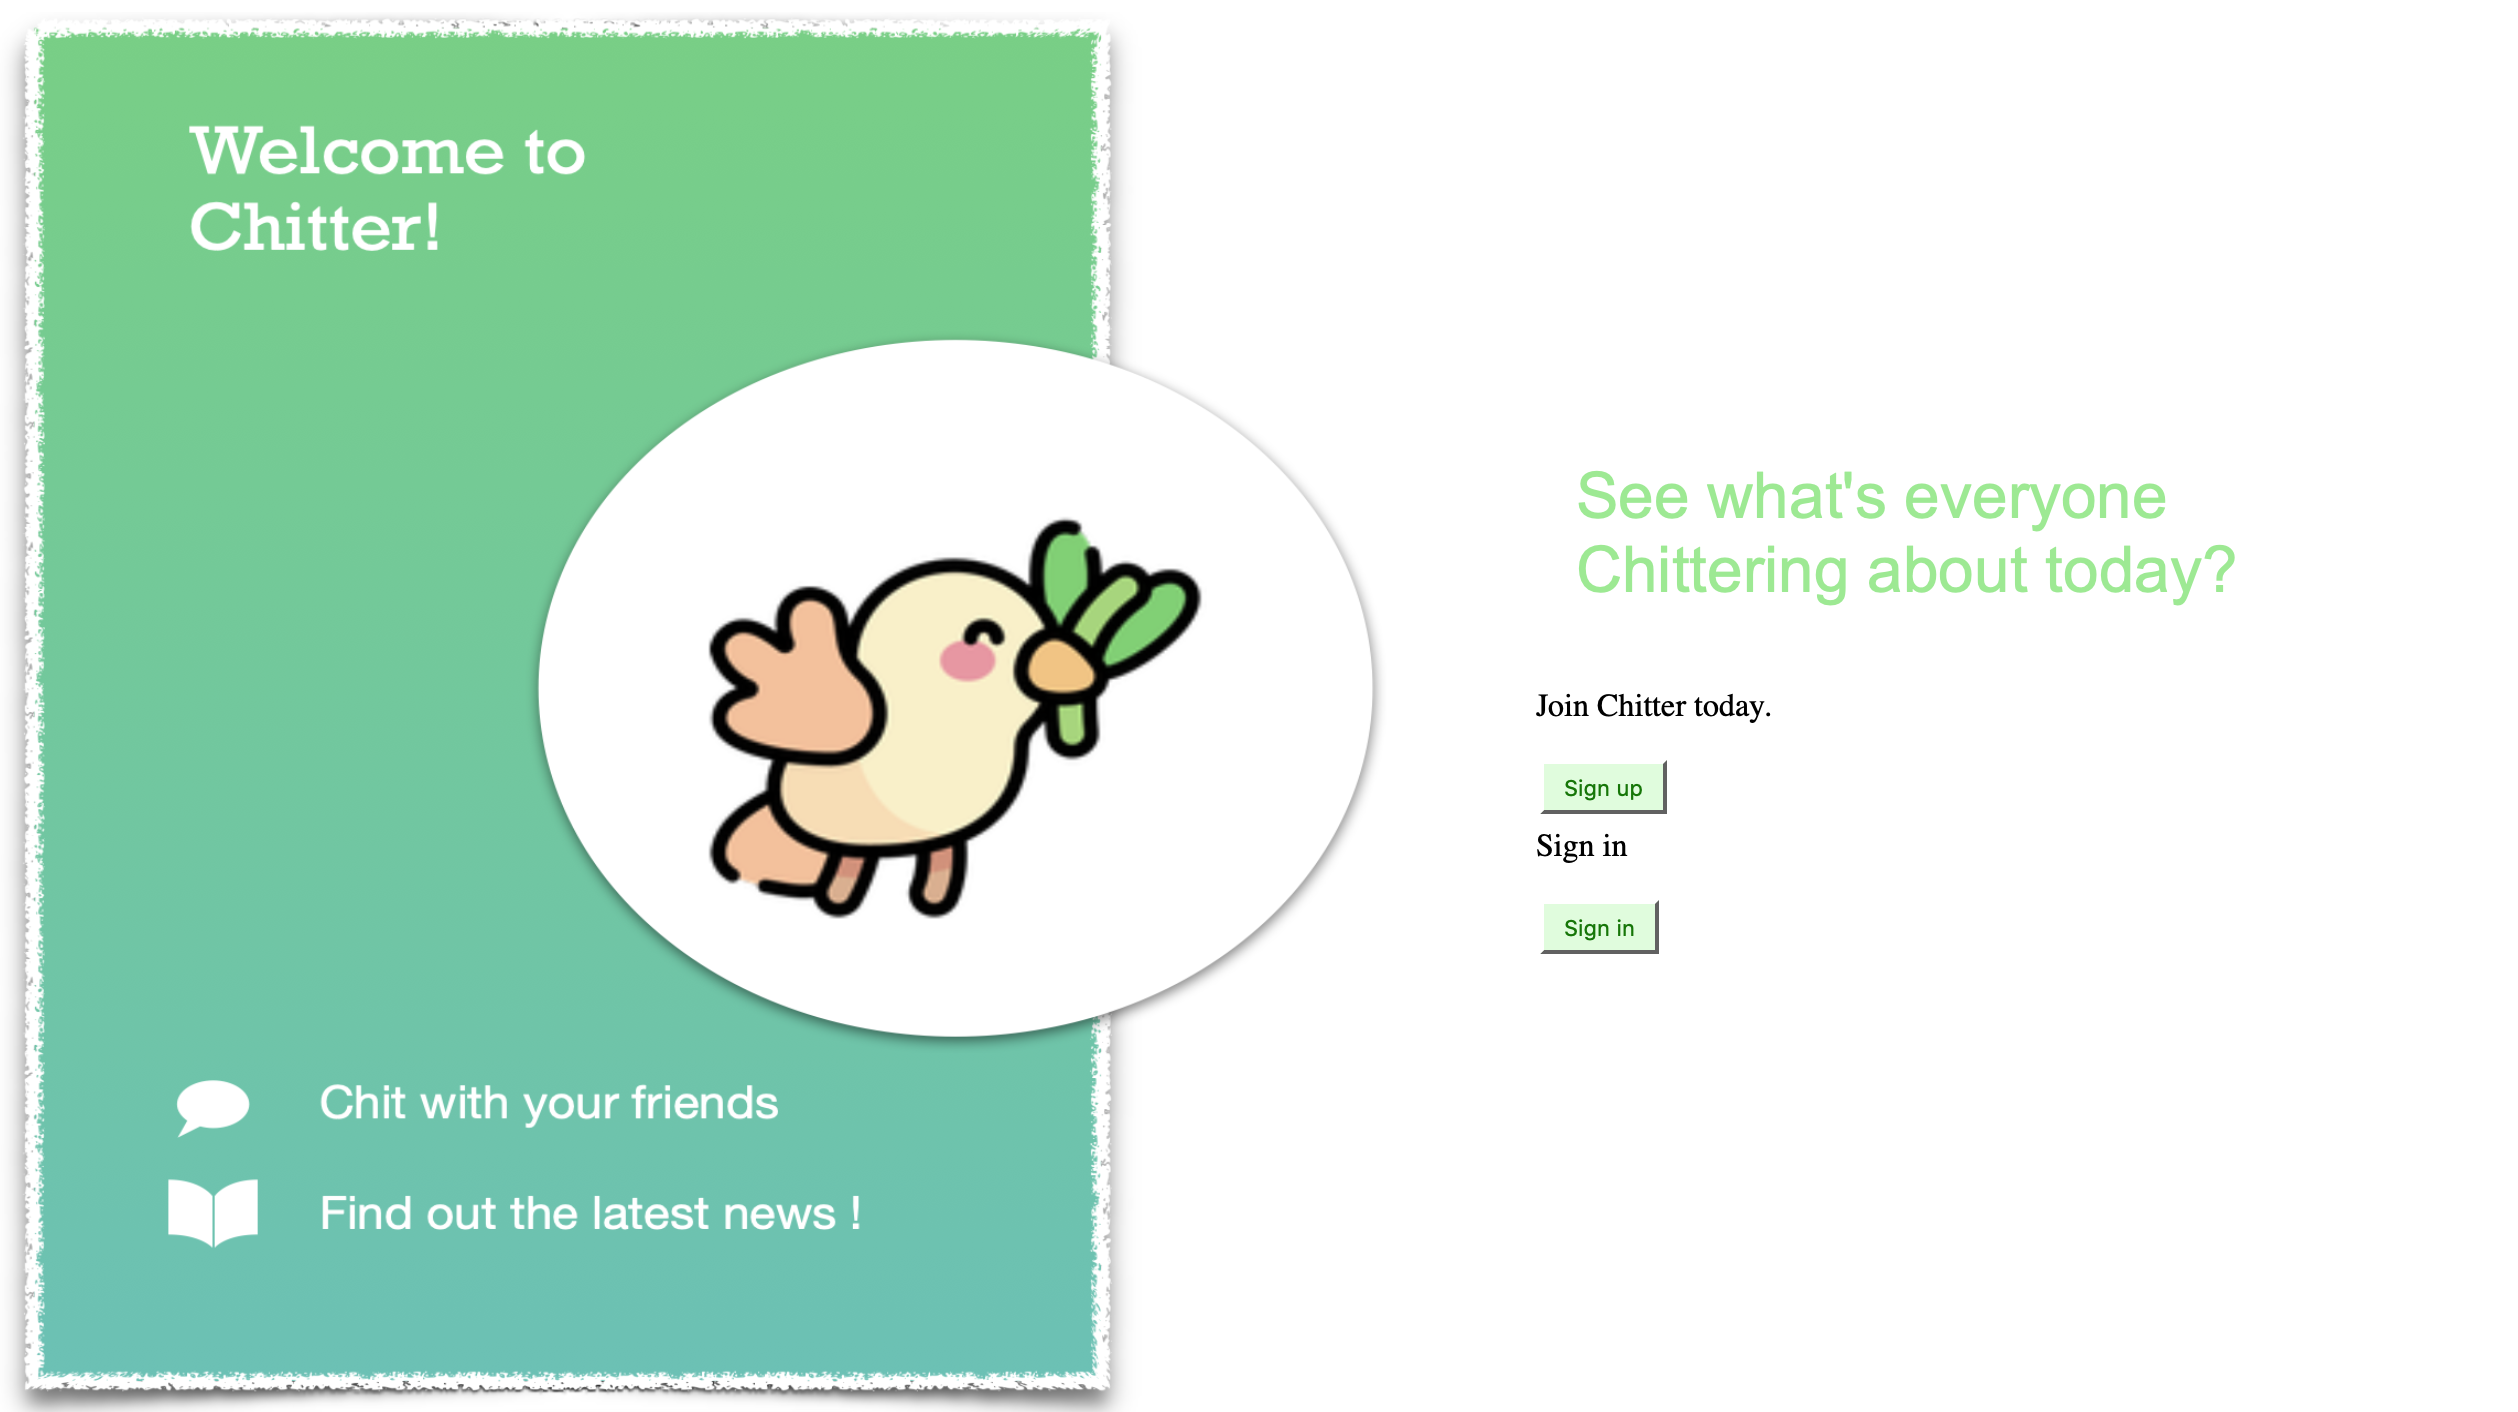 Welcome to
Chitter!
Chit with your friends
Find out the latest news !
See what's everyone
Chittering about today?
Join Chitter today.
Sign up
Sign in
Sign in